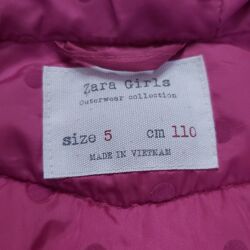 Zara Girls
Outerwear collection
size 5 cm 110
MADE IN VIETNAM